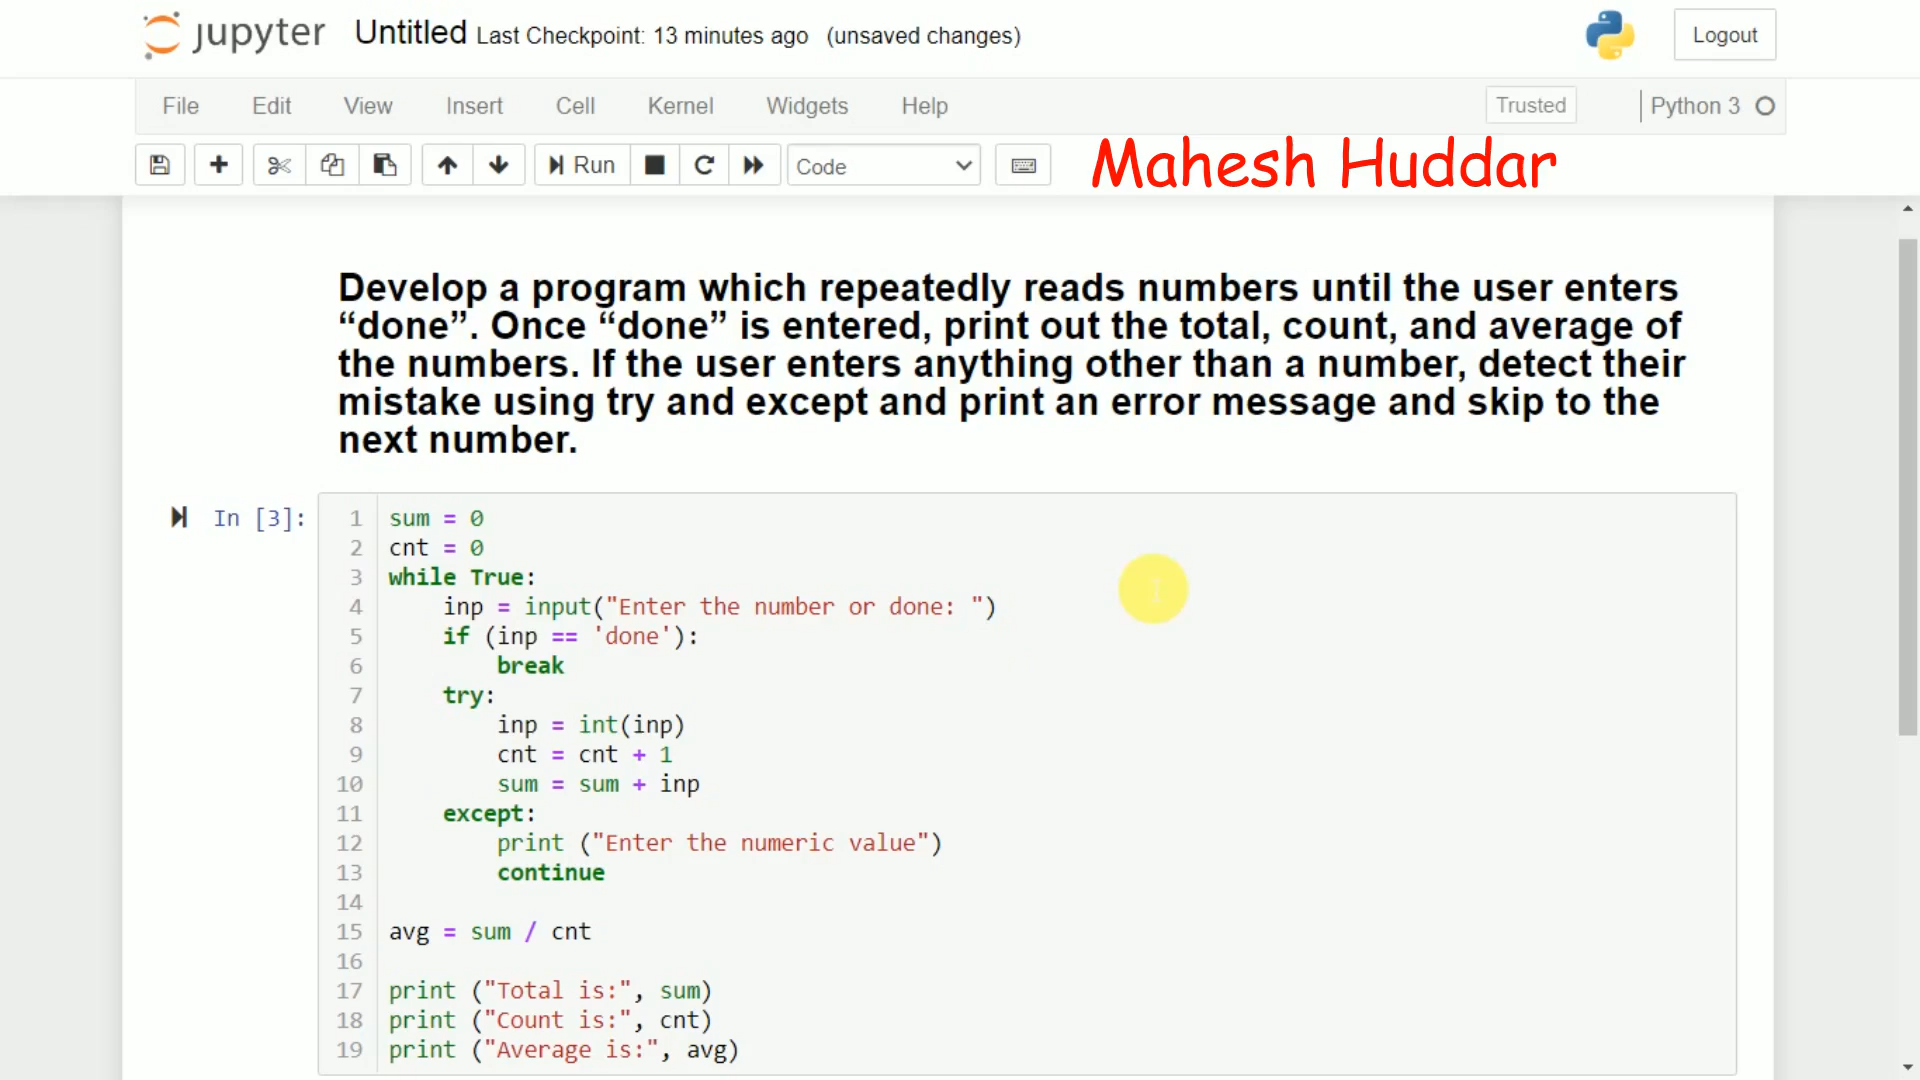 jupyter Untitled Last Checkpoint: 13 minutes ago (unsaved changes) Logout
File Edit View Insert Cell Kernel Widgets Help Trusted Python 3
Run Code Mahesh Huddar
Develop a program which repeatedly reads numbers until the user enters
“done”. Once “done” is entered, print out the total, count, and average of
the numbers. If the user enters anything other than a number, detect their
mistake using try and except and print an error message and skip to the
next number.
In [3]: 1 sum = 0
2 cnt = 0
3 while True:
4     inp = input("Enter the number or done: ")
5     if (inp == 'done'):
6         break
7     try:
8         inp = int(inp)
9         cnt = cnt + 1
10         sum = sum + inp
11     except:
12         print ("Enter the numeric value")
13         continue
14
15 avg = sum / cnt
16
17 print ("Total is:", sum)
18 print ("Count is:", cnt)
19 print ("Average is:", avg)